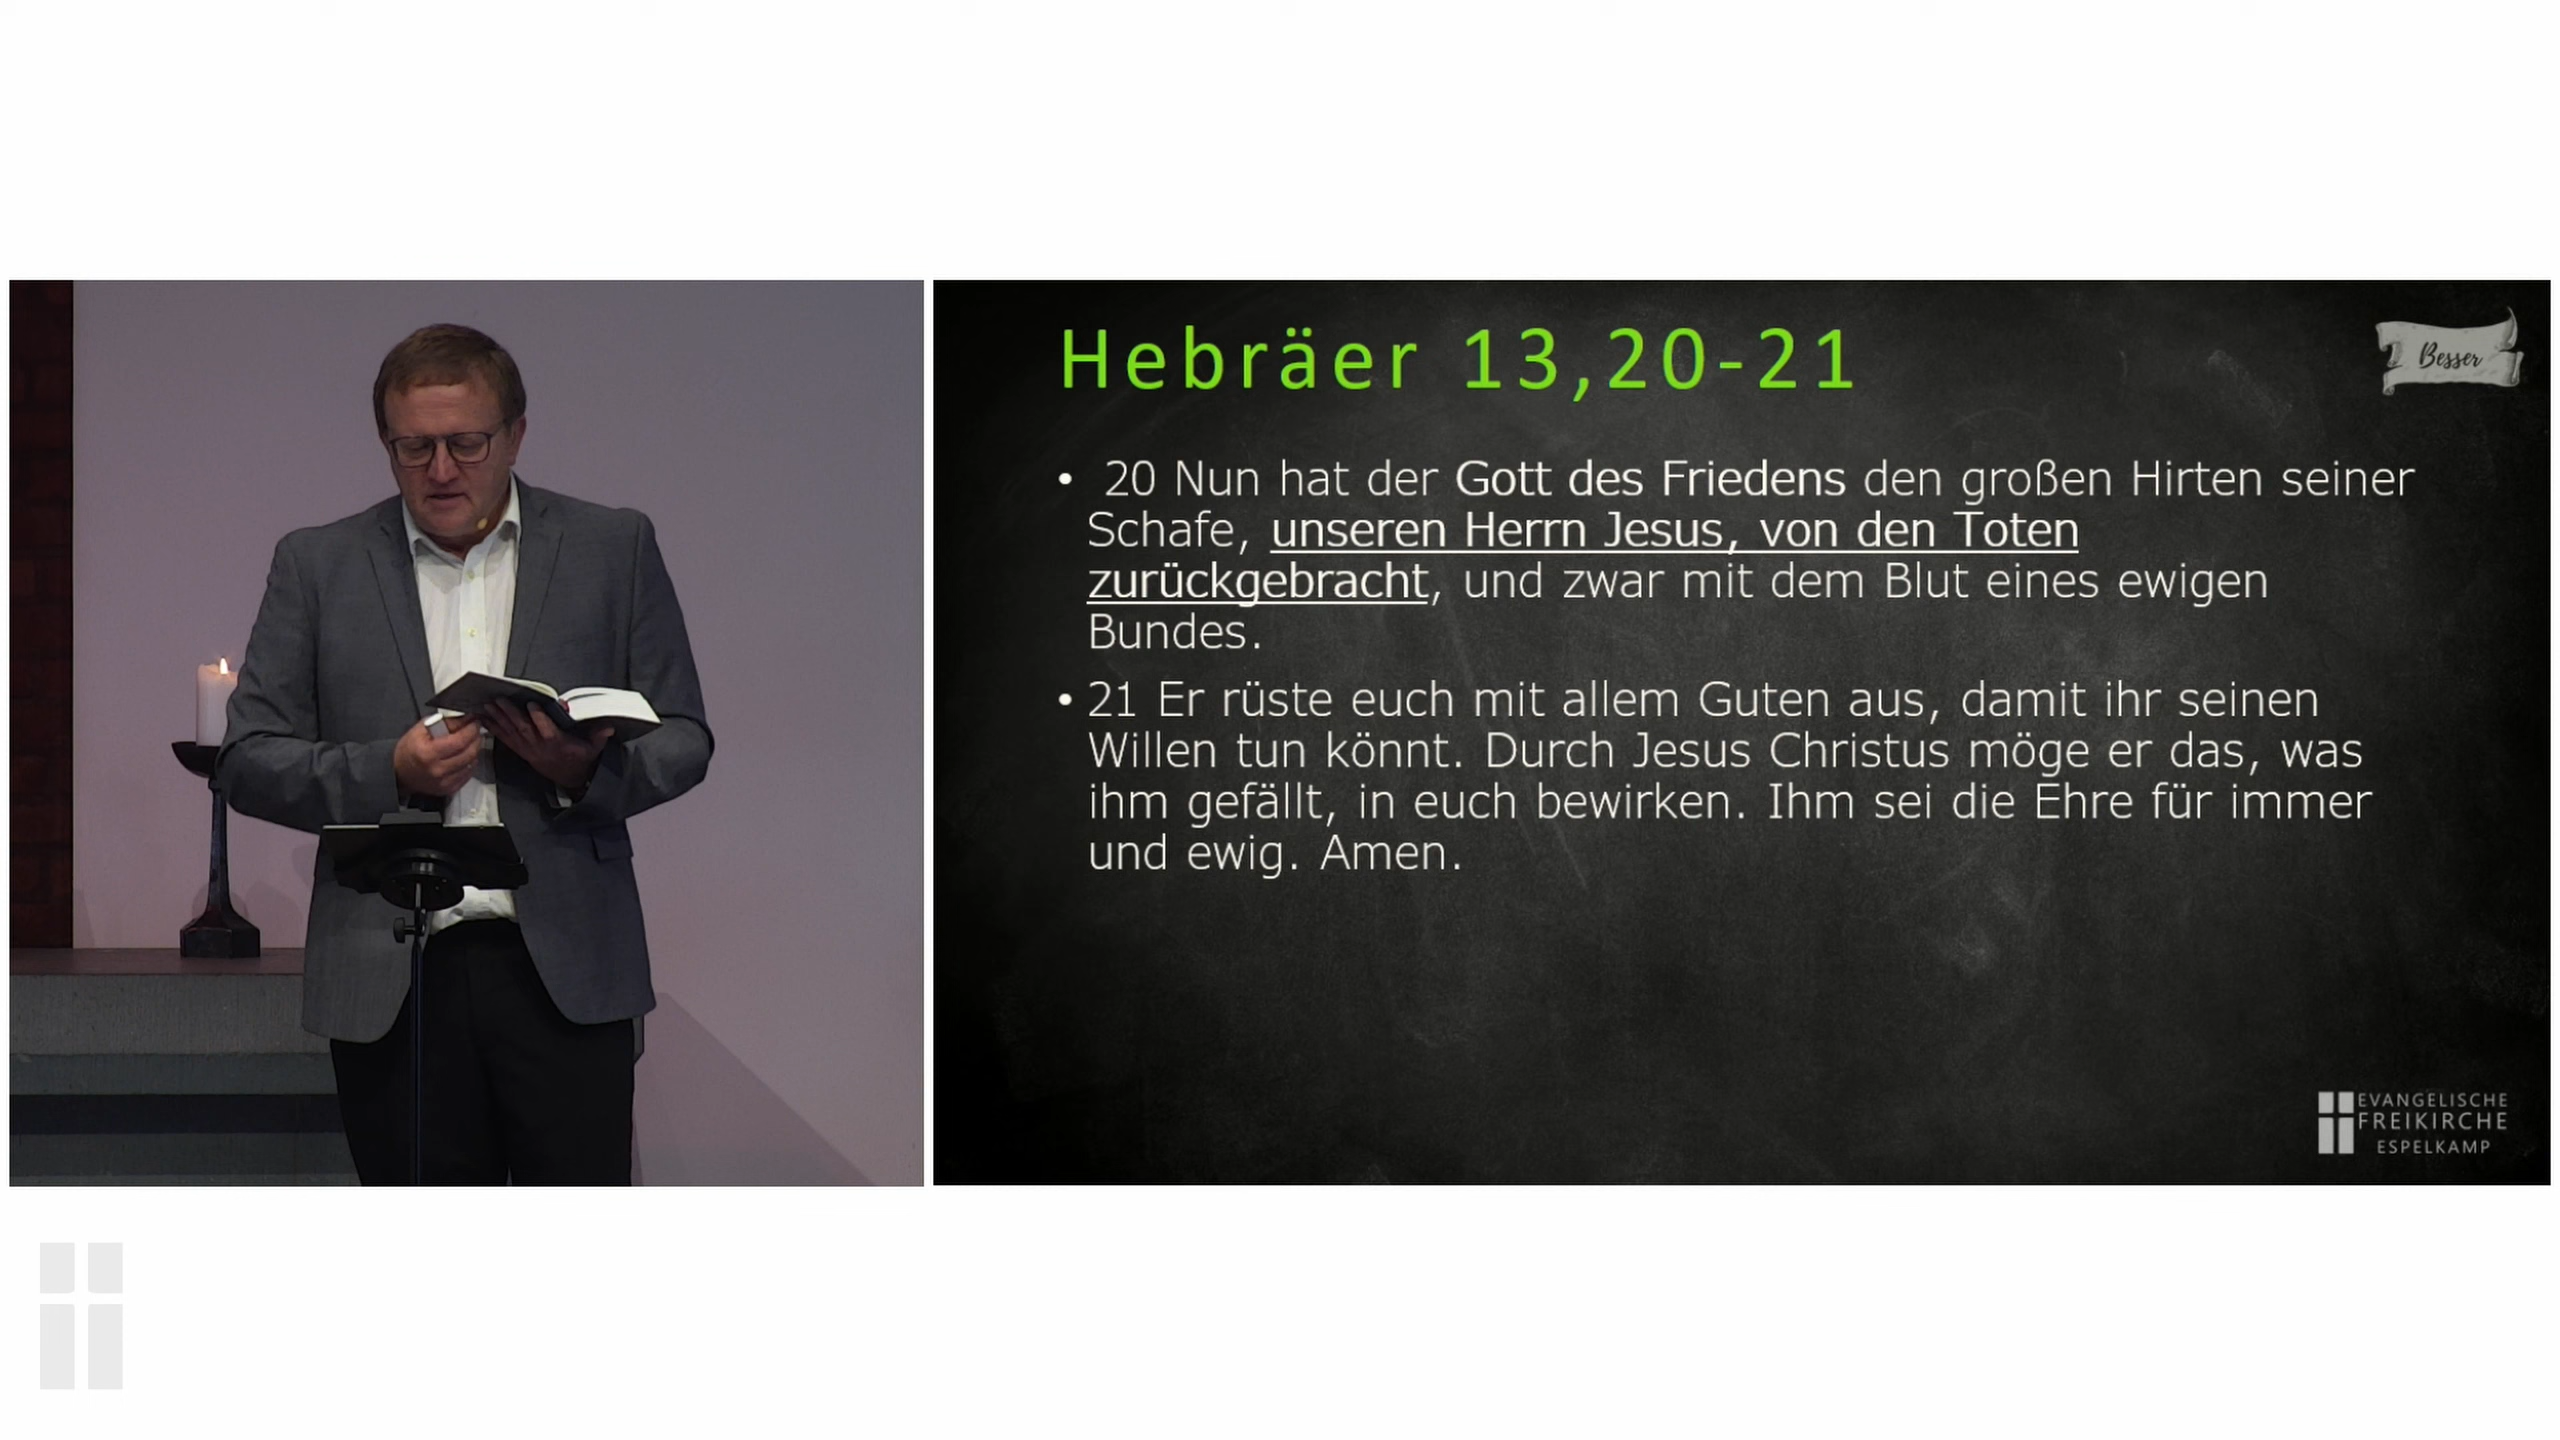 Hebräer 13,20-21
Besser
• 20 Nun hat der Gott des Friedens den großen Hirten seiner
Schafe, unseren Herrn Jesus, von den Toten
zurückgebracht, und zwar mit dem Blut eines ewigen
Bundes.
• 21 Er rüste euch mit allem Guten aus, damit ihr seinen
Willen tun könnt. Durch Jesus Christus möge er das, was
ihm gefällt, in euch bewirken. Ihm sei die Ehre für immer
und ewig. Amen.
EVANGELISCHE
FREIKIRCHE
ESPELKAMP